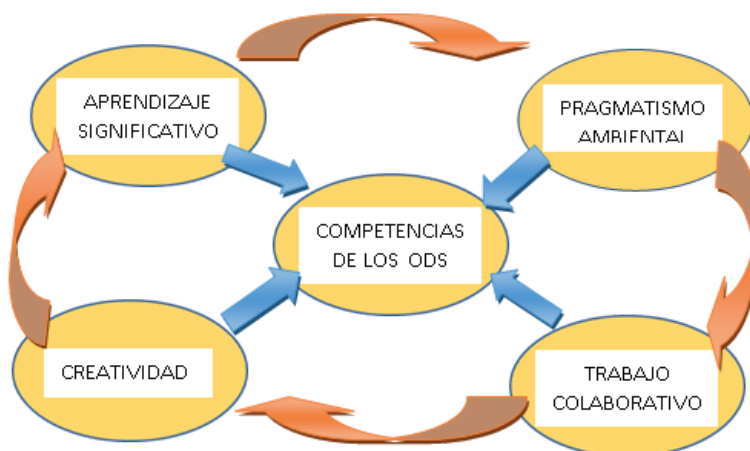 APRENDIZAJE
SIGNIFICATIVO
PRAGMATISMO
AMBIENTAL
COMPETENCIAS
DE LOS ODS
CREATIVIDAD
TRABAJO
COLABORATIVO